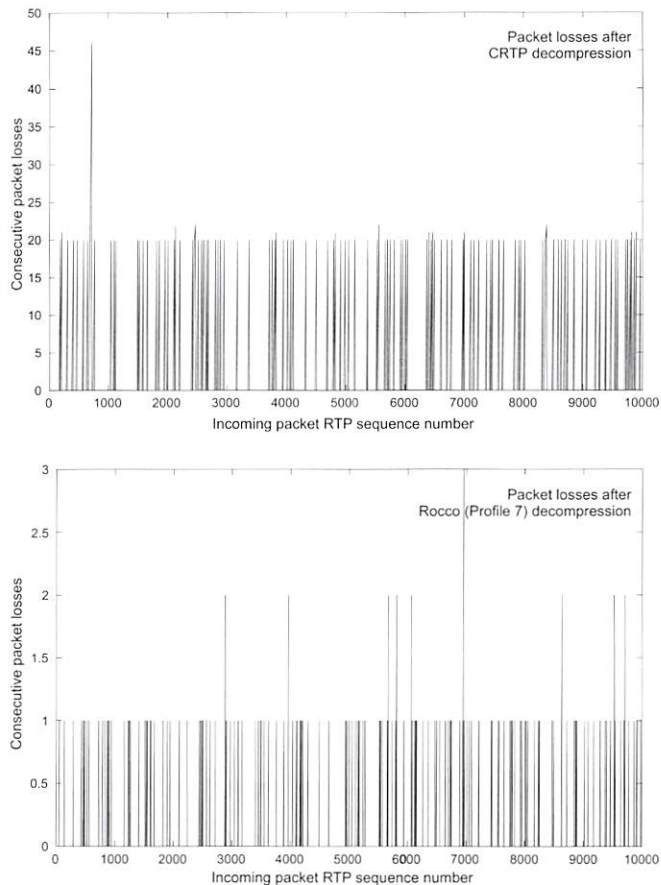 50
45
40
35
30
25
20
15
10
5
0
Consecutive packet losses
Packet losses after
CRTP decompression
0 1000 2000 3000 4000 5000 6000 7000 8000 9000 10000
Incoming packet RTP sequence number
3
2.5
2
1.5
1
0.5
0
Consecutive packet losses
Packet losses after
Rocco (Profile 7) decompression
0 1000 2000 3000 4000 5000 6000 7000 8000 9000 10000
Incoming packet RTP sequence number